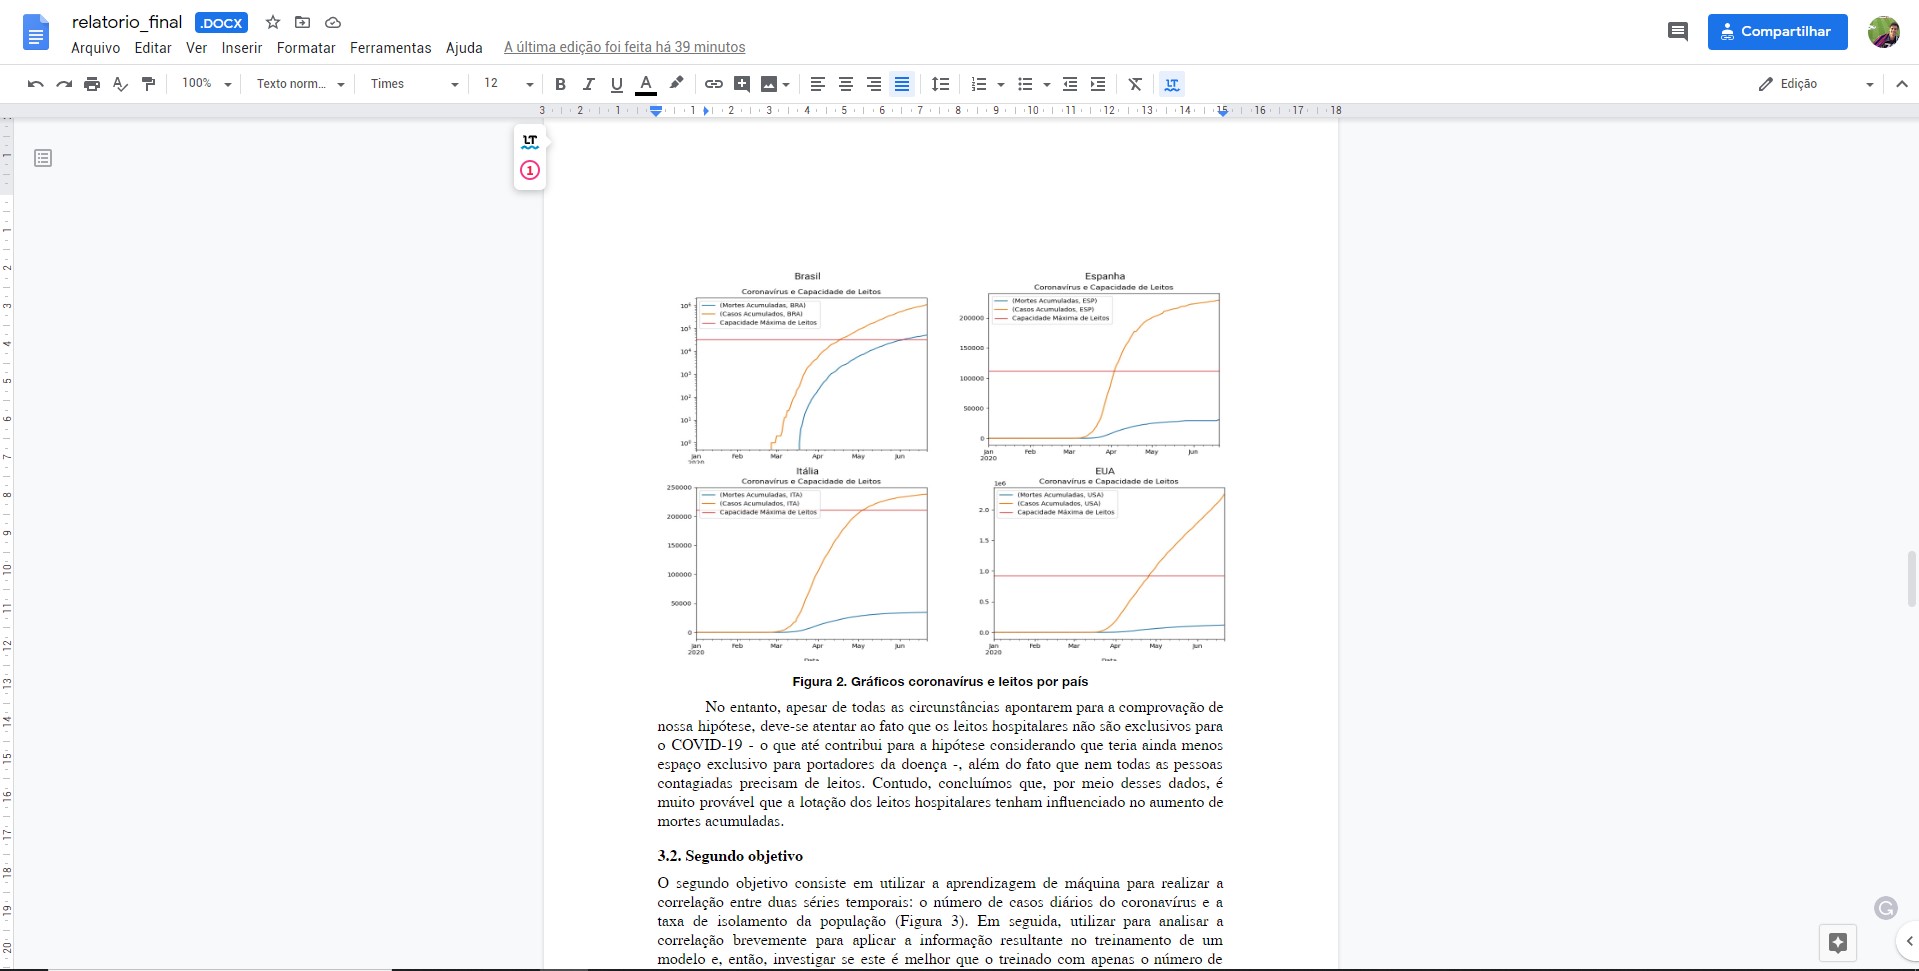 relatorio_final .DOCX
Arquivo Editar Ver Inserir Formatar Ferramentas Ajuda A última edição foi feita há 39 minutos
Compartilhar
100% Texto norm... Times 12 B I U A Edição
3 2 1 1 2 3 4 5 6 7 8 9 10 11 12 13 14 15 16 17 18
LT
1
Brasil
Coronavírus e Capacidade de Leitos
(Mortes Acumuladas, BRA)
(Casos Acumulados, BRA)
Capacidade Máxima de Leitos
10⁶
10⁵
10⁴
10³
10²
10¹
10⁰
Jan Feb Mar Apr May Jun
2020
Espanha
Coronavírus e Capacidade de Leitos
(Mortes Acumuladas, ESP)
(Casos Acumulados, ESP)
Capacidade Máxima de Leitos
200000
150000
100000
50000
0
Jan Feb Mar Apr May Jun
2020
Itália
Coronavírus e Capacidade de Leitos
(Mortes Acumuladas, ITA)
(Casos Acumulados, ITA)
Capacidade Máxima de Leitos
250000
200000
150000
100000
50000
0
Jan Feb Mar Apr May Jun
2020
EUA
Coronavírus e Capacidade de Leitos
1e6
(Mortes Acumuladas, USA)
(Casos Acumulados, USA)
Capacidade Máxima de Leitos
2.0
1.5
1.0
0.5
0.0
Jan Feb Mar Apr May Jun
2020
Figura 2. Gráficos coronavírus e leitos por país
No entanto, apesar de todas as circunstâncias apontarem para a comprovação de
nossa hipótese, deve-se atentar ao fato que os leitos hospitalares não são exclusivos para
o COVID-19 - o que até contribui para a hipótese considerando que teria ainda menos
espaço exclusivo para portadores da doença -, além do fato que nem todas as pessoas
contagiadas precisam de leitos. Contudo, concluímos que, por meio desses dados, é
muito provável que a lotação dos leitos hospitalares tenham influenciado no aumento de
mortes acumuladas.
3.2. Segundo objetivo
O segundo objetivo consiste em utilizar a aprendizagem de máquina para realizar a
correlação entre duas séries temporais: o número de casos diários do coronavírus e a
taxa de isolamento da população (Figura 3). Em seguida, utilizar para analisar a
correlação brevemente para aplicar a informação resultante no treinamento de um
modelo e, então, investigar se este é melhor que o treinado com apenas o número de